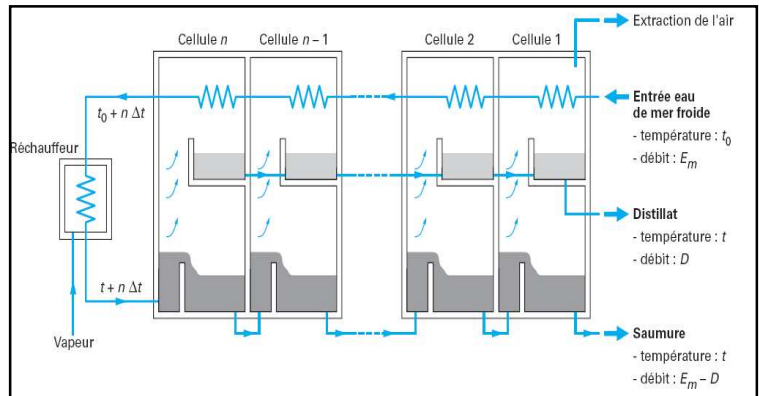 Extraction de l'air
Cellule n
Cellule n – 1
Cellule 2
Cellule 1
Entrée eau
de mer froide
- température : t₀
- débit : Eₘ
t₀ + n Δt
Réchauffeur
Distillat
- température : t
- débit : D
t + n Δt
Vapeur
Saumure
- température : t
- débit : Eₘ – D